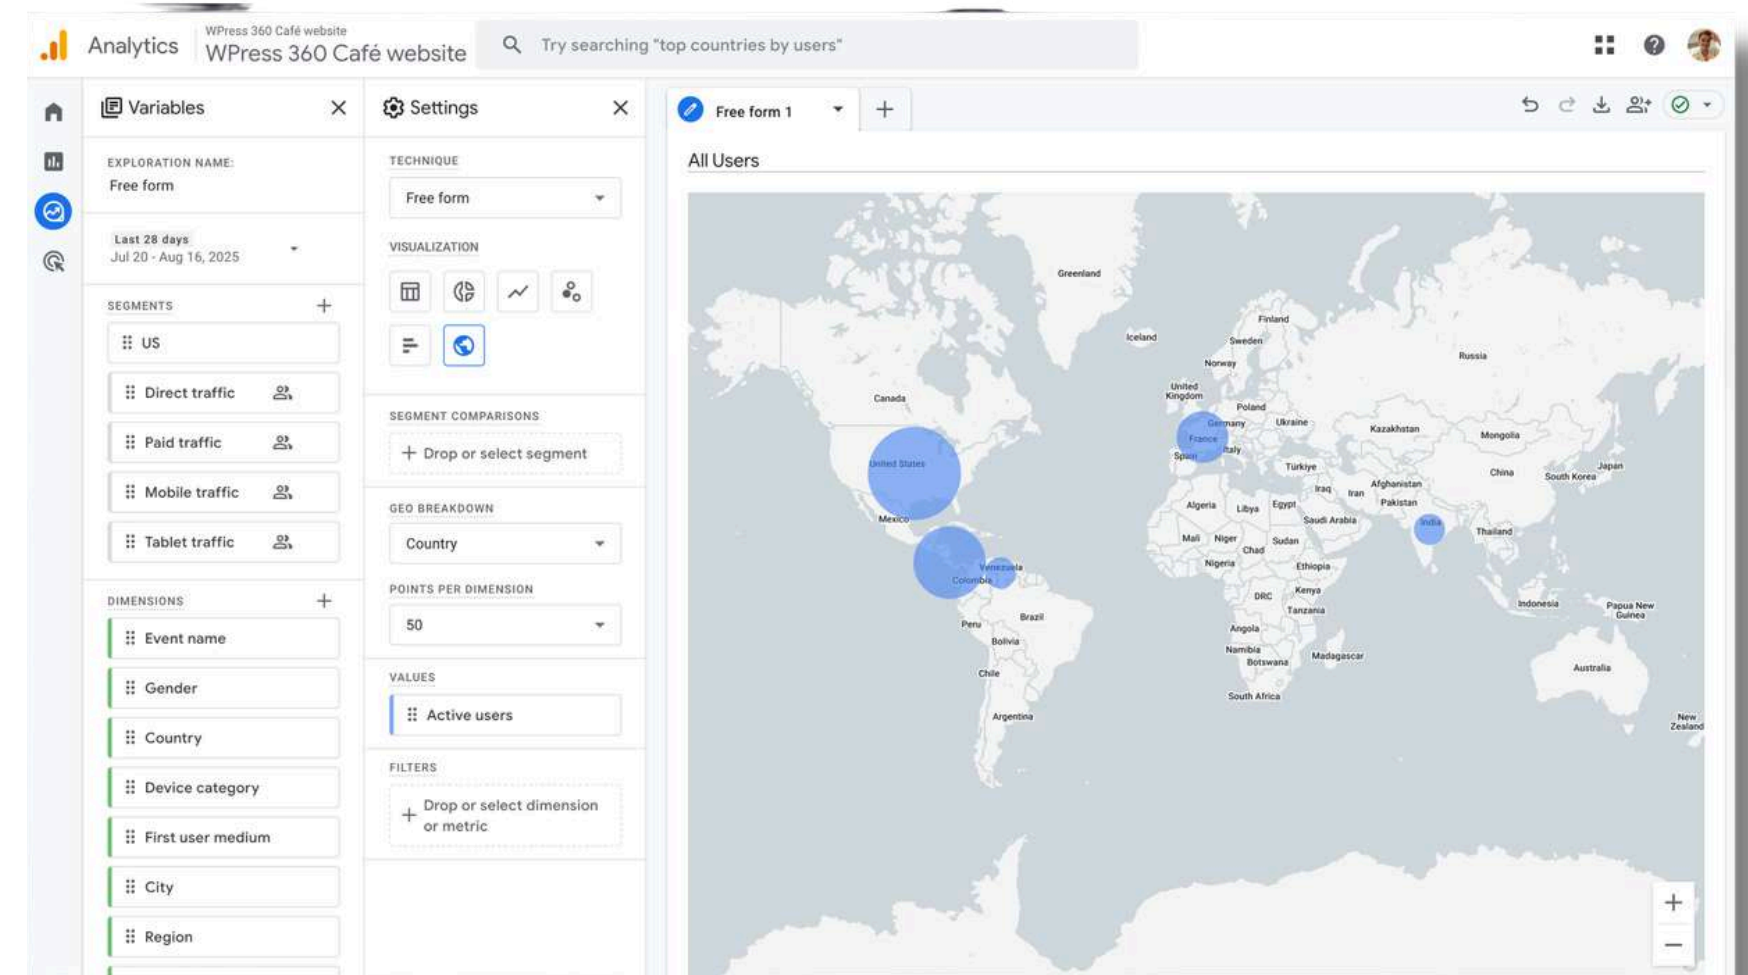 Analytics
WPress 360 Café website
WPress 360 Café website
Try searching "top countries by users"
Variables
EXPLORATION NAME:
Free form
Last 28 days
Jul 20 - Aug 16, 2025
SEGMENTS
US
Direct traffic
Paid traffic
Mobile traffic
Tablet traffic
DIMENSIONS
Event name
Gender
Country
Device category
First user medium
City
Region
Settings
TECHNIQUE
Free form
VISUALIZATION
SEGMENT COMPARISONS
Drop or select segment
GEO BREAKDOWN
Country
POINTS PER DIMENSION
50
VALUES
Active users
FILTERS
Drop or select dimension
or metric
Free form 1
All Users
Greenland
Iceland
Finland
Sweden
Norway
Russia
United
Kingdom
Canada
Poland
Germany
Ukraine
Kazakhstan
Mongolia
France
Italy
Spain
United States
Türkiye
China
South Korea
Japan
Iraq
Iran
Afghanistan
Pakistan
Algeria
Libya
Egypt
Saudi Arabia
Mexico
India
Thailand
Mali
Niger
Chad
Sudan
Nigeria
Ethiopia
Venezuela
Colombia
DRC
Kenya
Tanzania
Indonesia
Papua New
Guinea
Peru
Brazil
Bolivia
Angola
Namibia
Botswana
Madagascar
Chile
Australia
South Africa
Argentina
New
Zealand